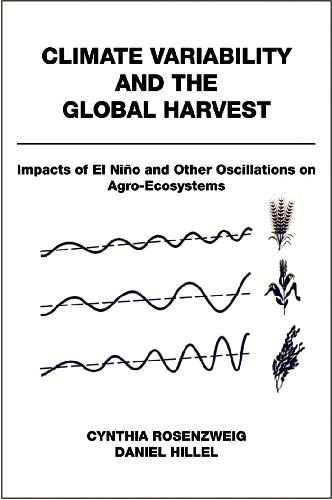 CLIMATE VARIABILITY
AND THE
GLOBAL HARVEST
Impacts of El Niño and Other Oscillations on
Agro-Ecosystems
CYNTHIA ROSENZWEIG
DANIEL HILLEL